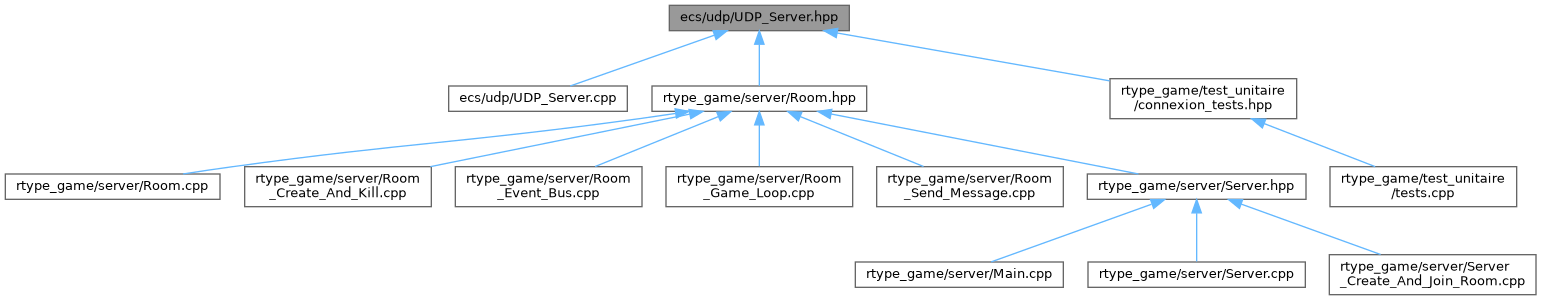 ecs/udp/UDP_Server.hpp
ecs/udp/UDP_Server.cpp
rtype_game/server/Room.hpp
rtype_game/test_unitaire
/connexion_tests.hpp
rtype_game/server/Room.cpp
rtype_game/server/Room
_Create_And_Kill.cpp
rtype_game/server/Room
_Event_Bus.cpp
rtype_game/server/Room
_Game_Loop.cpp
rtype_game/server/Room
_Send_Message.cpp
rtype_game/server/Server.hpp
rtype_game/test_unitaire
/tests.cpp
rtype_game/server/Main.cpp
rtype_game/server/Server.cpp
rtype_game/server/Server
_Create_And_Join_Room.cpp